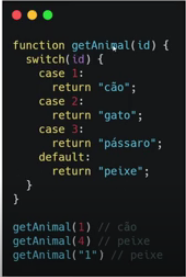 function getAnimal(id) {
  switch(id) {
    case 1:
      return "cão";
    case 2:
      return "gato";
    case 3:
      return "pássaro";
    default:
      return "peixe";
  }
}

getAnimal(1) // cão
getAnimal(4) // peixe
getAnimal("1") // peixe